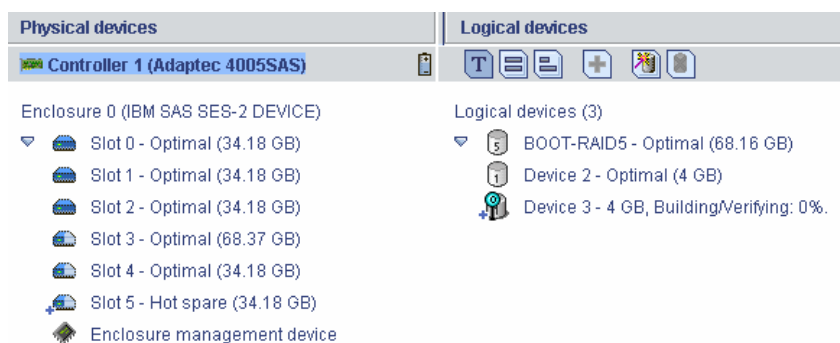 Physical devices
Controller 1 (Adaptec 4005SAS)
Enclosure 0 (IBM SAS SES-2 DEVICE)
Slot 0 - Optimal (34.18 GB)
Slot 1 - Optimal (34.18 GB)
Slot 2 - Optimal (34.18 GB)
Slot 3 - Optimal (68.37 GB)
Slot 4 - Optimal (34.18 GB)
Slot 5 - Hot spare (34.18 GB)
Enclosure management device
Logical devices
T
Logical devices (3)
5
BOOT-RAID5 - Optimal (68.16 GB)
1
Device 2 - Optimal (4 GB)
Device 3 - 4 GB, Building/Verifying: 0%.